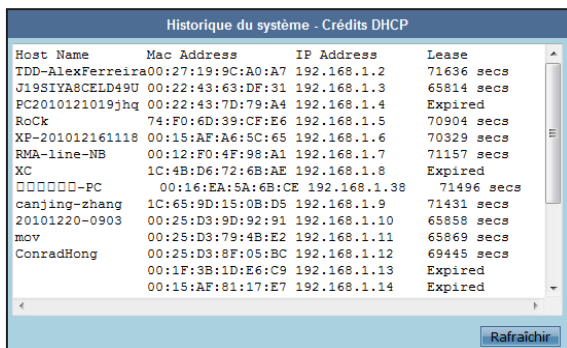 Historique du système - Crédits DHCP
Host Name Mac Address IP Address Lease
TDD-AlexFerreira00:27:19:9C:A0:A7 192.168.1.2 71636 secs
J19SIYA8CELD49U 00:22:43:63:DF:31 192.168.1.3 65814 secs
PC2010121019jhq 00:22:43:7D:79:A4 192.168.1.4 Expired
RoCk 74:F0:6D:39:CF:E6 192.168.1.5 70904 secs
XP-201012161118 00:15:AF:A6:5C:65 192.168.1.6 70329 secs
RMA-line-NB 00:12:F0:4F:98:A1 192.168.1.7 71157 secs
XC 1C:4B:D6:72:6B:AE 192.168.1.8 Expired
□□□□□□-PC 00:16:EA:5A:6B:CE 192.168.1.38 71496 secs
canjing-zhang 1C:65:9D:15:0B:D5 192.168.1.9 71431 secs
20101220-0903 00:25:D3:9D:92:91 192.168.1.10 65858 secs
mov 00:25:D3:79:4B:E2 192.168.1.11 65869 secs
ConradHong 00:25:D3:8F:05:BC 192.168.1.12 69445 secs
00:1F:3B:1D:E6:C9 192.168.1.13 Expired
00:15:AF:81:17:E7 192.168.1.14 Expired
Rafraîchir